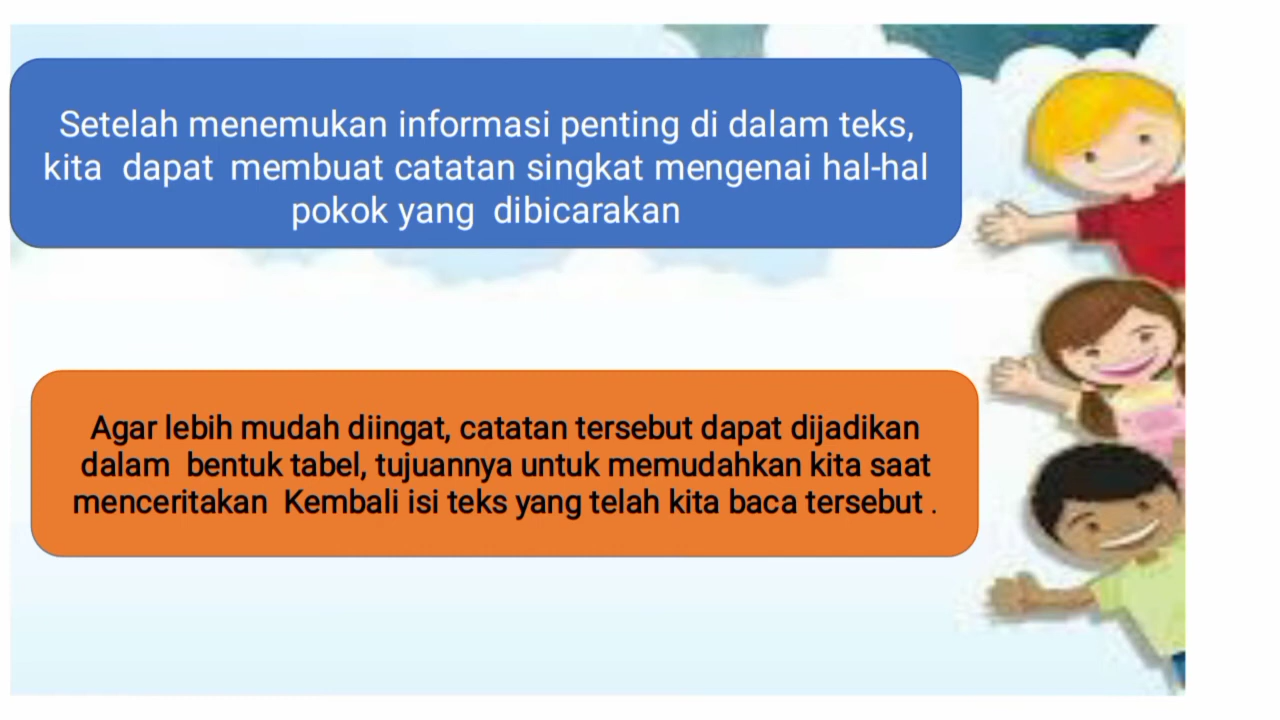 Setelah menemukan informasi penting di dalam teks,
kita dapat membuat catatan singkat mengenai hal-hal
pokok yang dibicarakan
Agar lebih mudah diingat, catatan tersebut dapat dijadikan
dalam bentuk tabel, tujuannya untuk memudahkan kita saat
menceritakan Kembali isi teks yang telah kita baca tersebut .